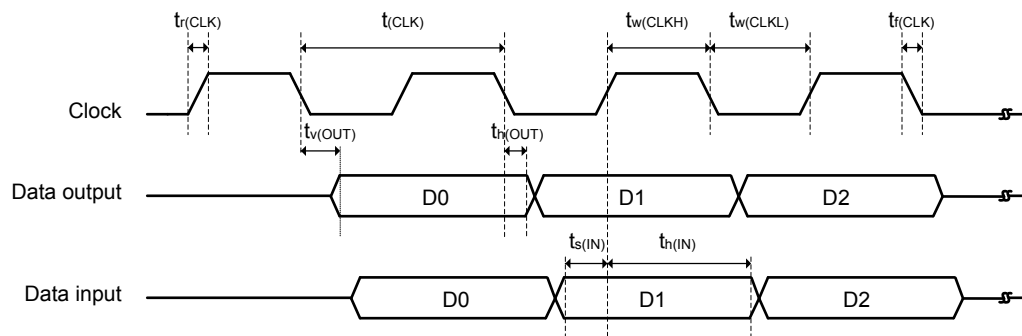 tr(CLK) t(CLK) tw(CLKH) tw(CLKL) tf(CLK)
Clock
tv(OUT) th(OUT)
Data output D0 D1 D2
ts(IN) th(IN)
Data input D0 D1 D2